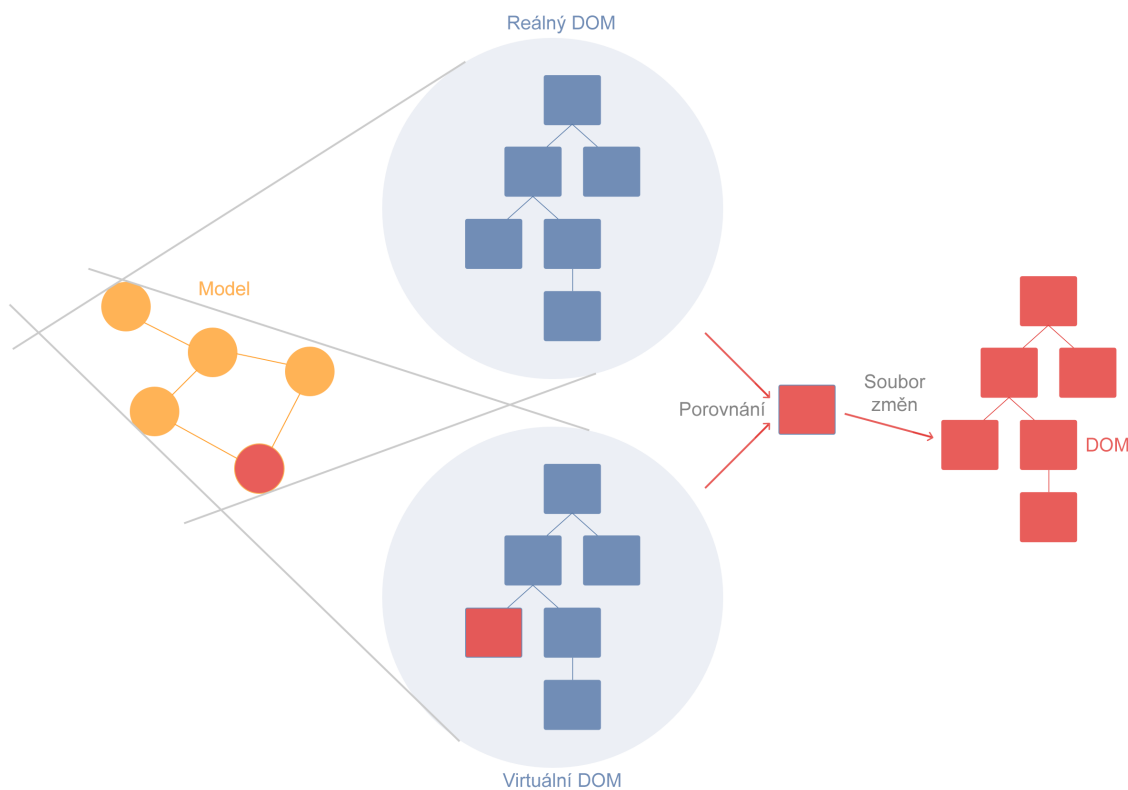 Reálný DOM
Model
Porovnání
Soubor
změn
DOM
Virtuální DOM